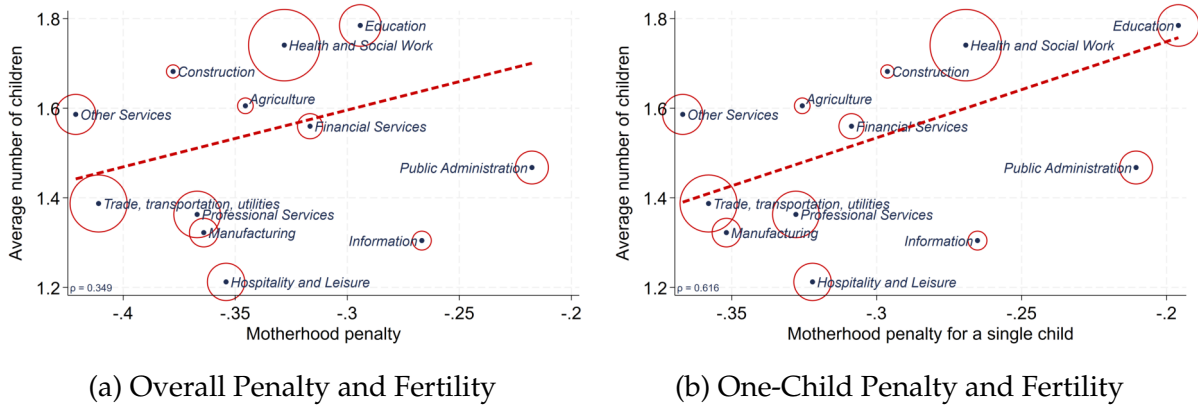 Average number of children
1.8
1.6
1.4
1.2
Education
Health and Social Work
Construction
Agriculture
Other Services
Financial Services
Public Administration
Trade, transportation, utilities
Professional Services
Manufacturing
Information
Hospitality and Leisure
ρ = 0.349
-.4
-.35
-.3
-.25
-.2
Motherhood penalty
(a) Overall Penalty and Fertility
Average number of children
1.8
1.6
1.4
1.2
Education
Health and Social Work
Construction
Agriculture
Other Services
Financial Services
Public Administration
Trade, transportation, utilities
Professional Services
Manufacturing
Information
Hospitality and Leisure
ρ = 0.616
-.35
-.3
-.25
-.2
Motherhood penalty for a single child
(b) One-Child Penalty and Fertility